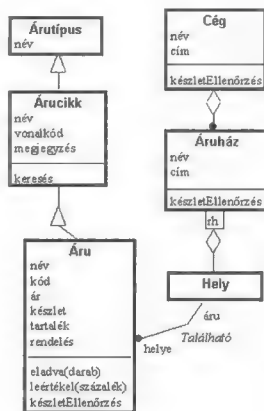 Árutípus
név
Árucikk
név
vonalkód
megjegyzés
keresés
Áru
név
kód
ár
készlet
tartalék
rendelés
eladva(darab)
leértékel(százalék)
készletEllenőrzés
Cég
név
cím
készletEllenőrzés
Áruház
név
cím
készletEllenőrzés
rh
Hely
áru
Található
helye